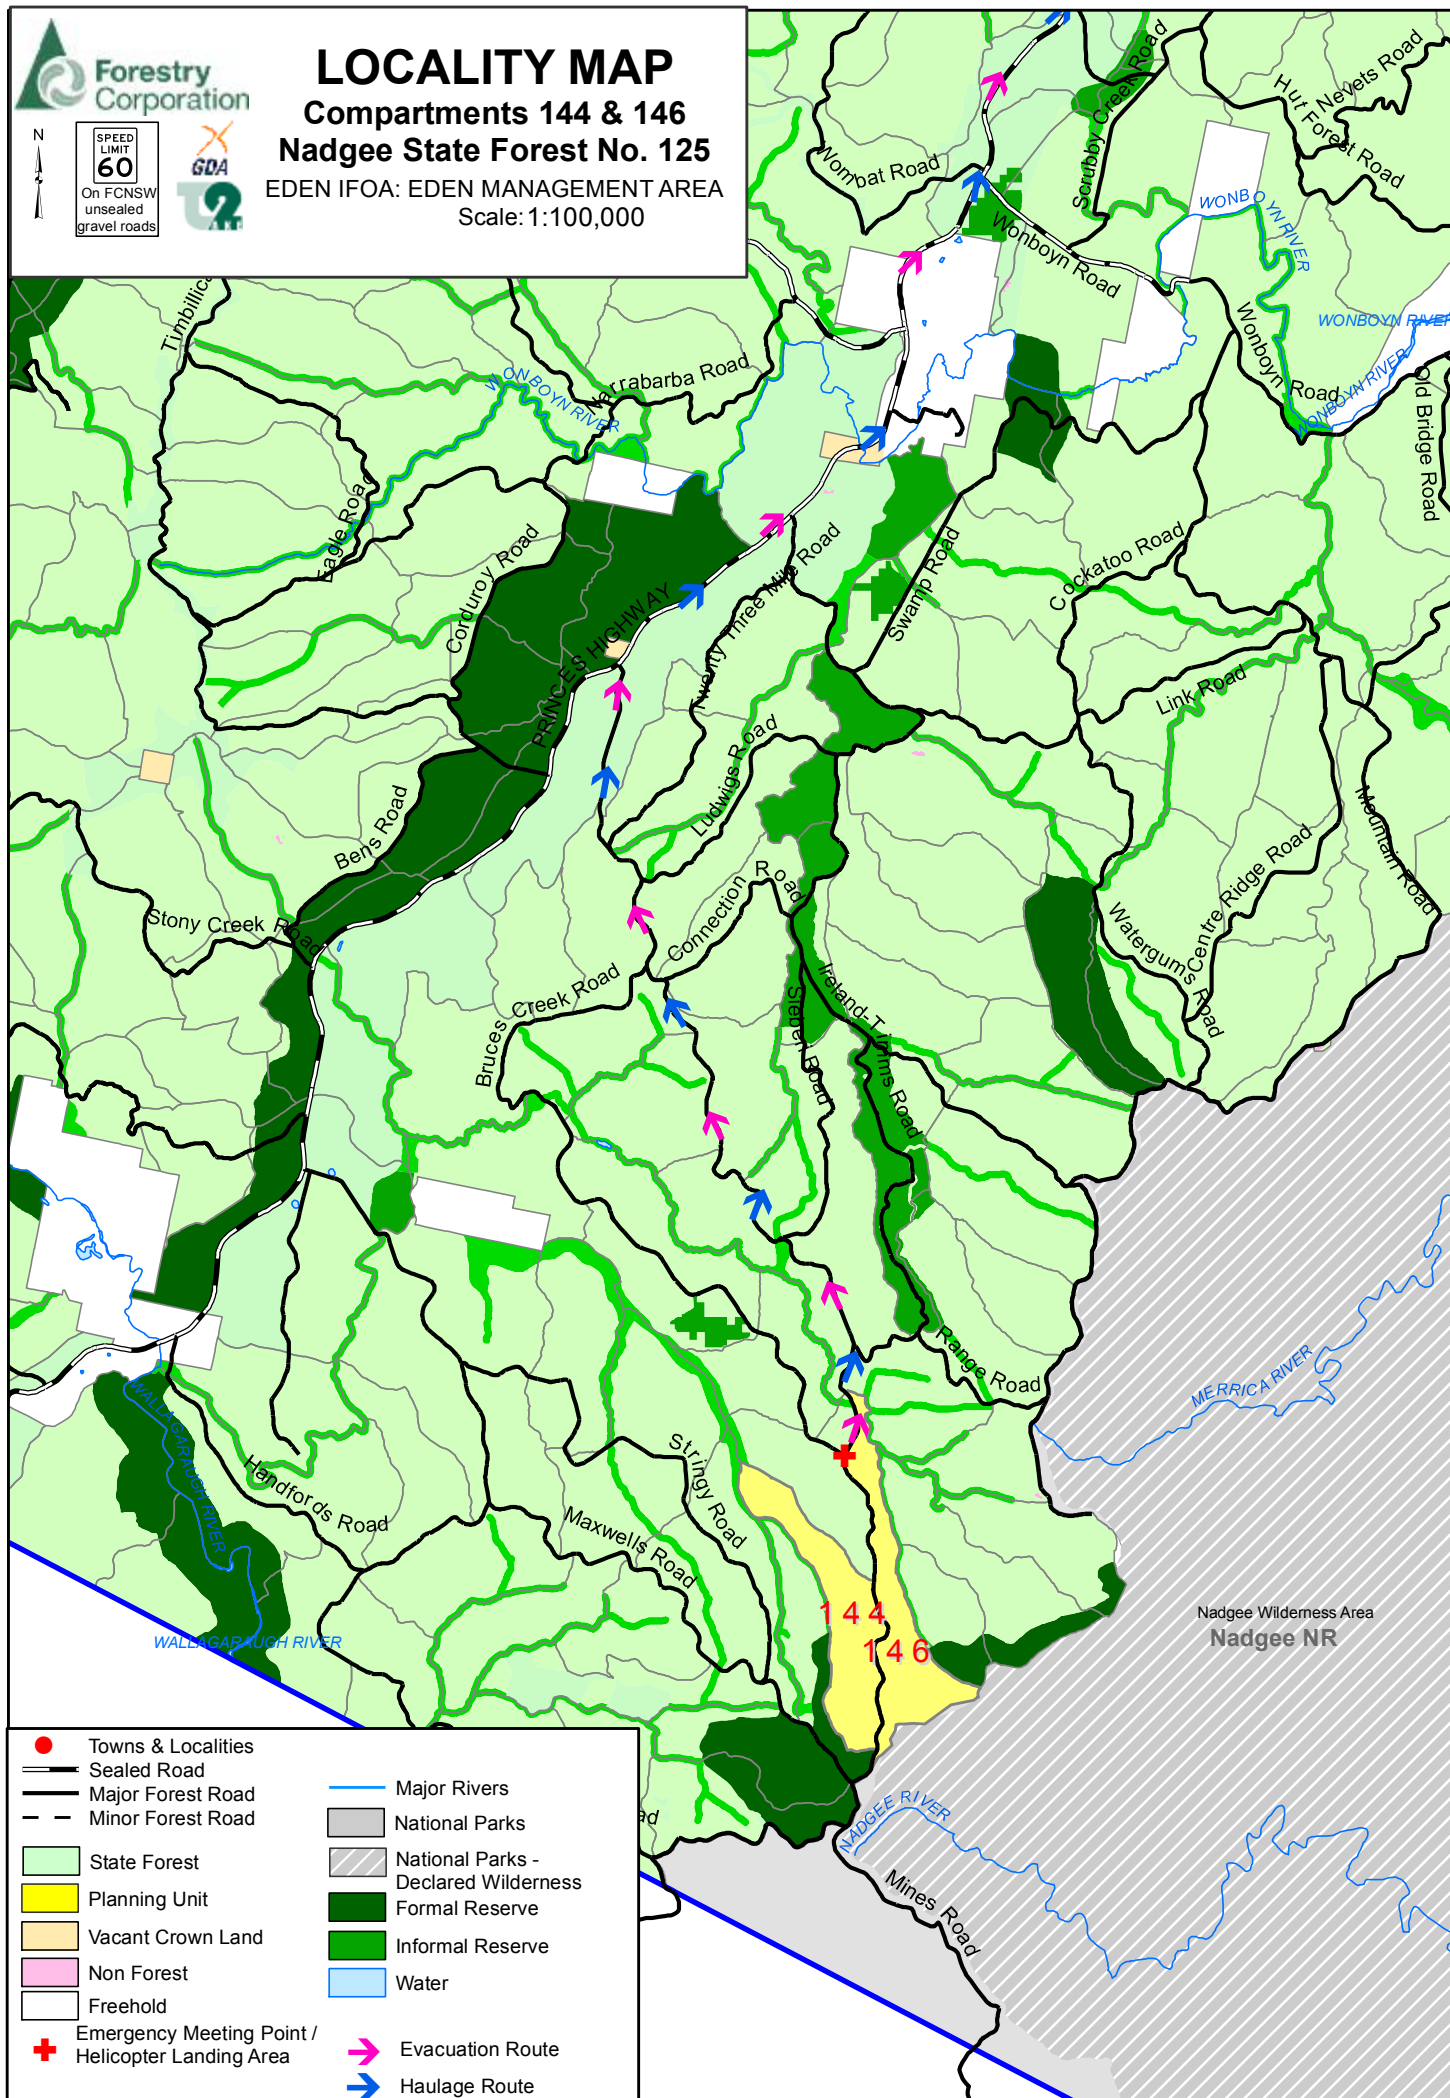 Forestry
Corporation
LOCALITY MAP
Compartments 144 & 146
Nadgee State Forest No. 125
EDEN IFOA: EDEN MANAGEMENT AREA
Scale: 1:100,000
N
SPEED
LIMIT
60
On FCNSW
unsealed
gravel roads
GDA
Scrubby Creek Road
Nevets Road
Hut Forest Road
Wombat Road
WONBOYN RIVER
Wonboyn Road
Timbillica
WONBOYN RIVER
Wonboyn Road
WONBOYN RIVER
Old Bridge Road
Narrabarba Road
WONBOYN RIVER
Eagle Roa
Corduroy Road
Twenty Three Mile Road
Swamp Road
Cockatoo Road
PRINCES HIGHWAY
Link Road
Ludwigs Road
Bens Road
Mountain Road
Centre Ridge Road
Watergums Road
Stony Creek Road
Connection Road
Bruces Creek Road
Ireland-Timms Road
Siebert Road
Range Road
MERRICA RIVER
WALLAGARAUGH RIVER
Handfords Road
Stringy Road
Maxwells Road
144
146
Nadgee Wilderness Area
Nadgee NR
WALLAGARAUGH RIVER
NADGEE RIVER
Mines Road
ad
Towns & Localities
Sealed Road
Major Forest Road
Minor Forest Road
State Forest
Planning Unit
Vacant Crown Land
Non Forest
Freehold
Emergency Meeting Point /
Helicopter Landing Area
Major Rivers
National Parks
National Parks -
Declared Wilderness
Formal Reserve
Informal Reserve
Water
Evacuation Route
Haulage Route